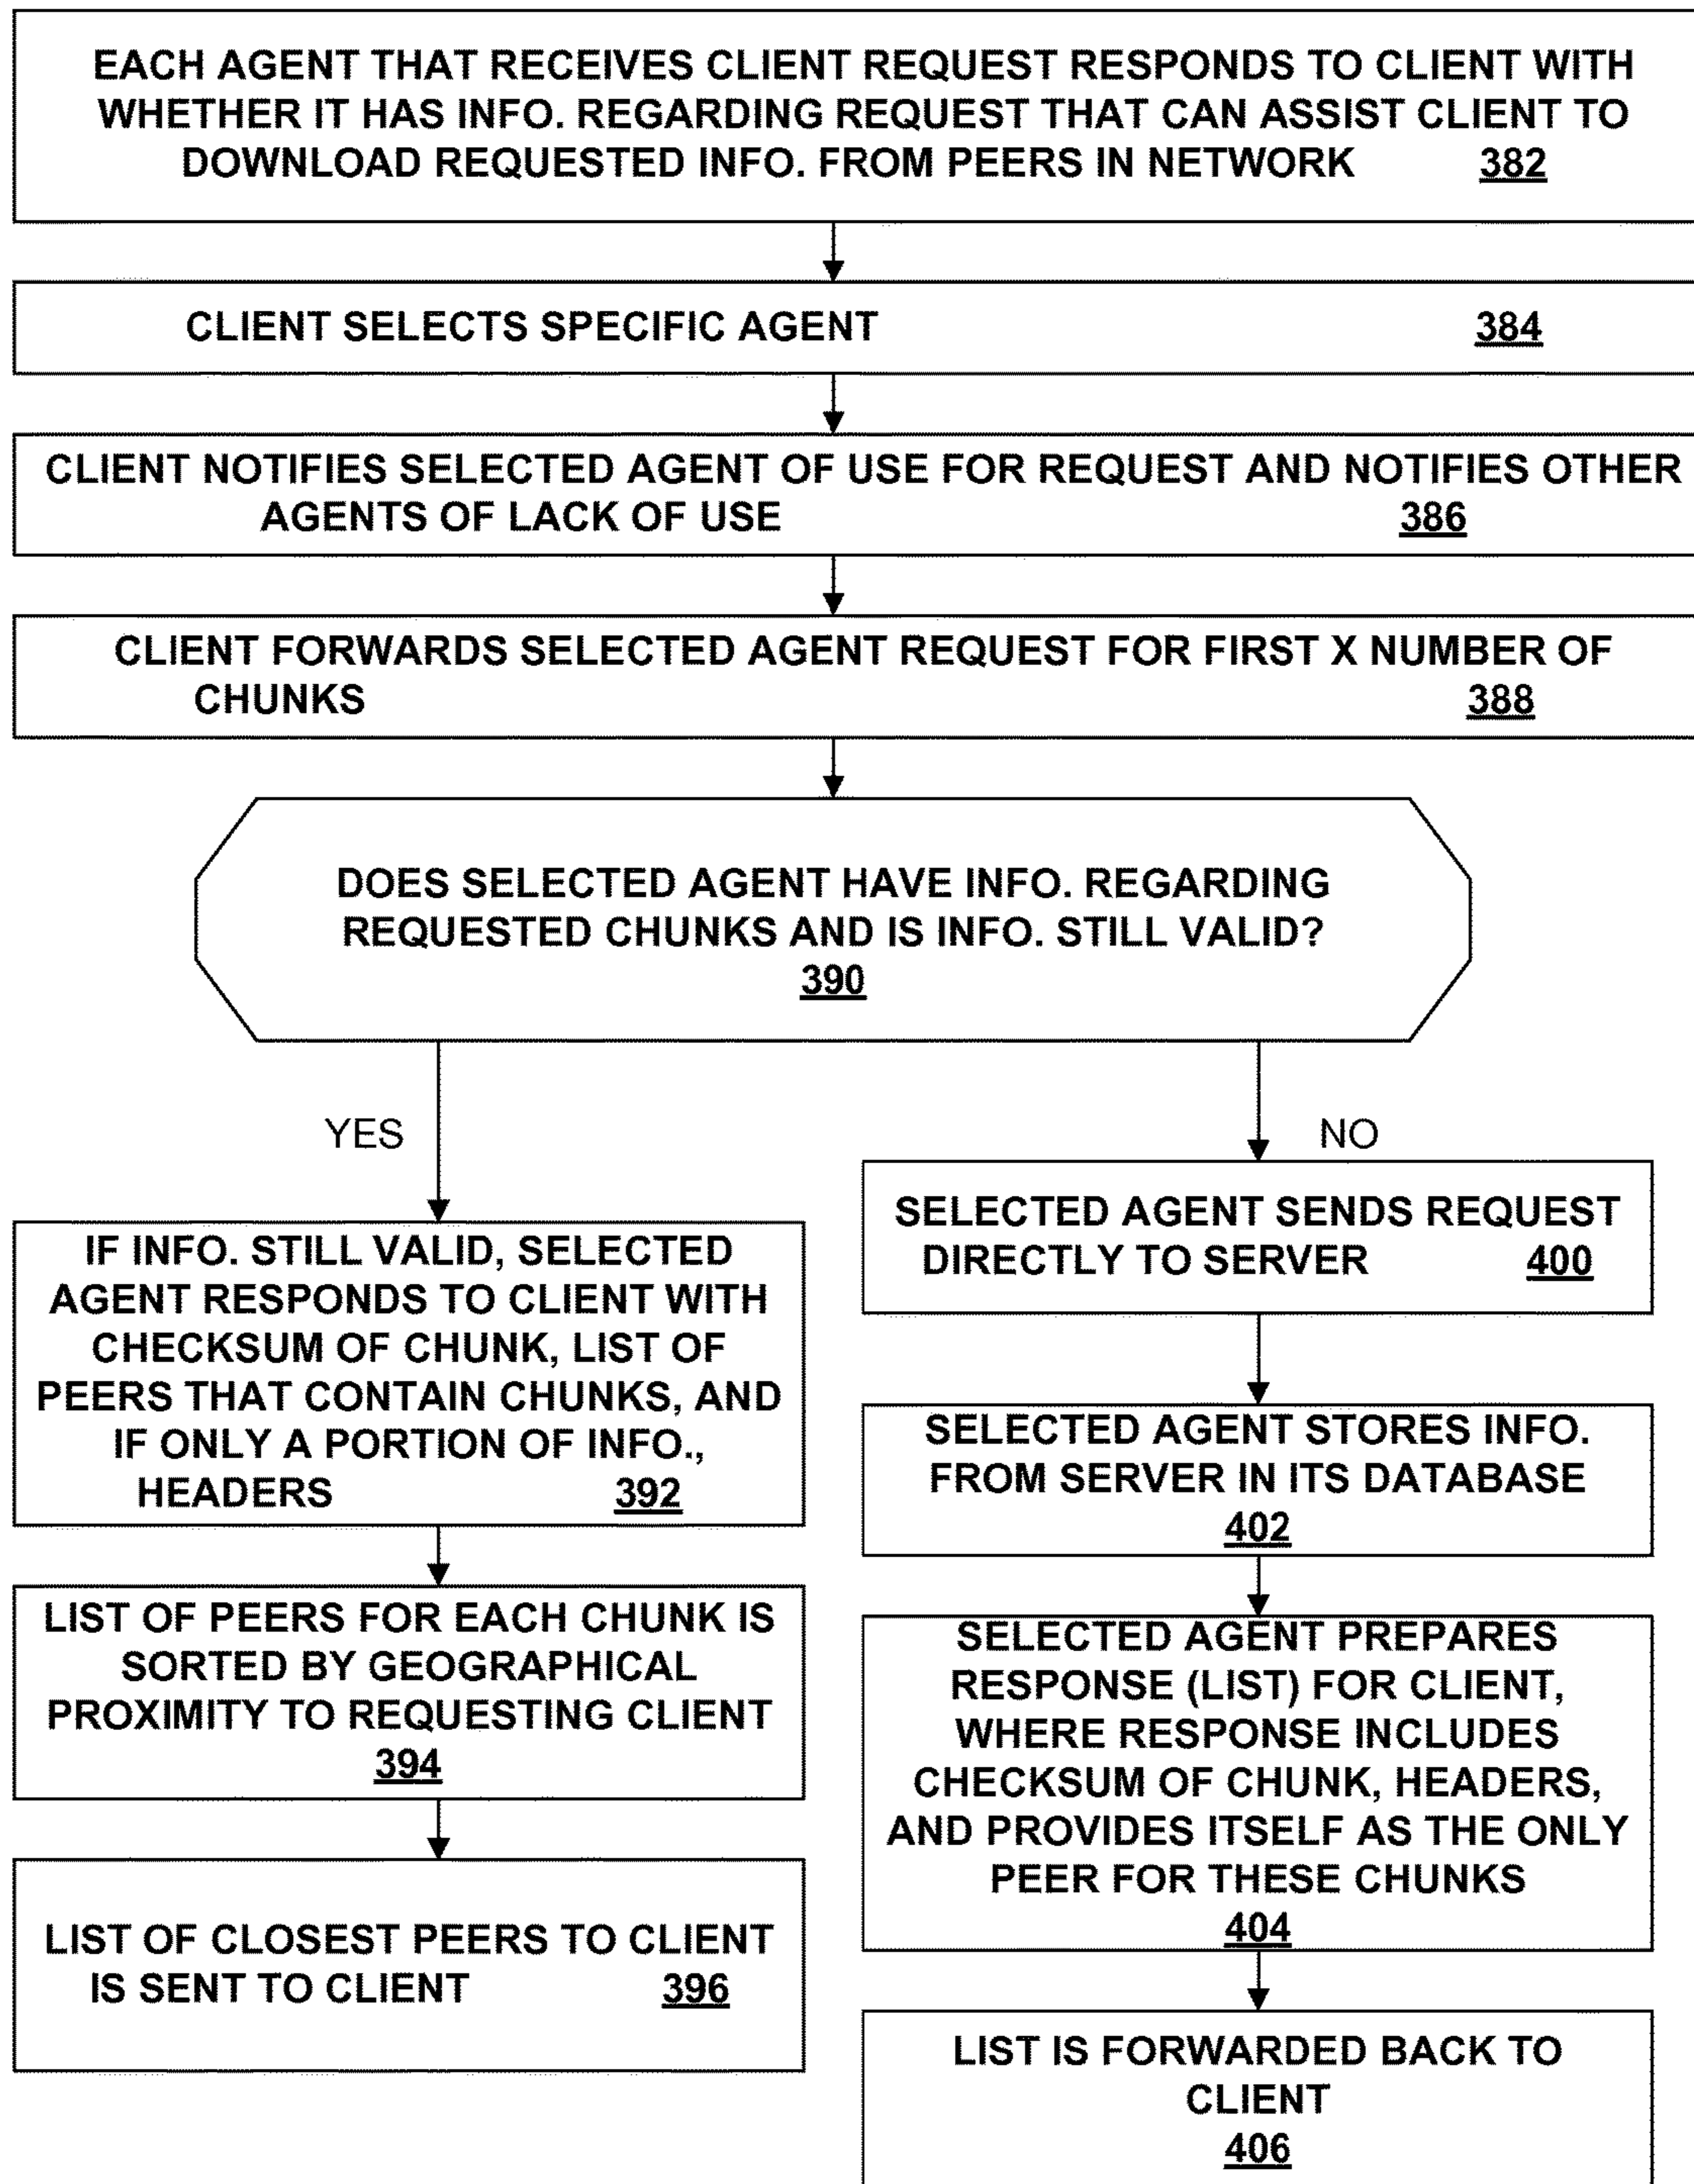 EACH AGENT THAT RECEIVES CLIENT REQUEST RESPONDS TO CLIENT WITH
WHETHER IT HAS INFO. REGARDING REQUEST THAT CAN ASSIST CLIENT TO
DOWNLOAD REQUESTED INFO. FROM PEERS IN NETWORK 382
CLIENT SELECTS SPECIFIC AGENT 384
CLIENT NOTIFIES SELECTED AGENT OF USE FOR REQUEST AND NOTIFIES OTHER
AGENTS OF LACK OF USE 386
CLIENT FORWARDS SELECTED AGENT REQUEST FOR FIRST X NUMBER OF
CHUNKS 388
DOES SELECTED AGENT HAVE INFO. REGARDING
REQUESTED CHUNKS AND IS INFO. STILL VALID?
390
YES
IF INFO. STILL VALID, SELECTED
AGENT RESPONDS TO CLIENT WITH
CHECKSUM OF CHUNK, LIST OF
PEERS THAT CONTAIN CHUNKS, AND
IF ONLY A PORTION OF INFO.,
HEADERS 392
LIST OF PEERS FOR EACH CHUNK IS
SORTED BY GEOGRAPHICAL
PROXIMITY TO REQUESTING CLIENT
394
LIST OF CLOSEST PEERS TO CLIENT
IS SENT TO CLIENT 396
NO
SELECTED AGENT SENDS REQUEST
DIRECTLY TO SERVER 400
SELECTED AGENT STORES INFO.
FROM SERVER IN ITS DATABASE
402
SELECTED AGENT PREPARES
RESPONSE (LIST) FOR CLIENT,
WHERE RESPONSE INCLUDES
CHECKSUM OF CHUNK, HEADERS,
AND PROVIDES ITSELF AS THE ONLY
PEER FOR THESE CHUNKS
404
LIST IS FORWARDED BACK TO
CLIENT
406